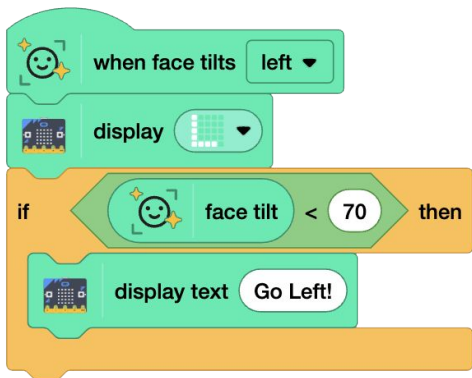 when face tilts left
display
if face tilt < 70 then
display text Go Left!